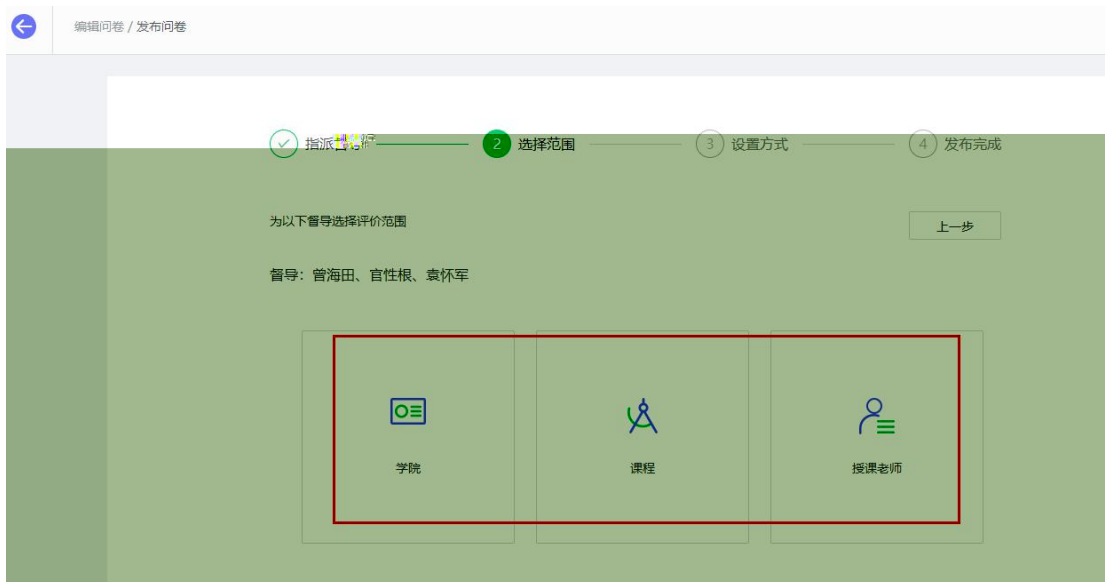 编辑问卷 / 发布问卷
指派
2 选择范围
3 设置方式
4 发布完成
为以下督导选择评价范围
上一步
督导：曾海田、官性根、袁怀军
学院
课程
授课老师